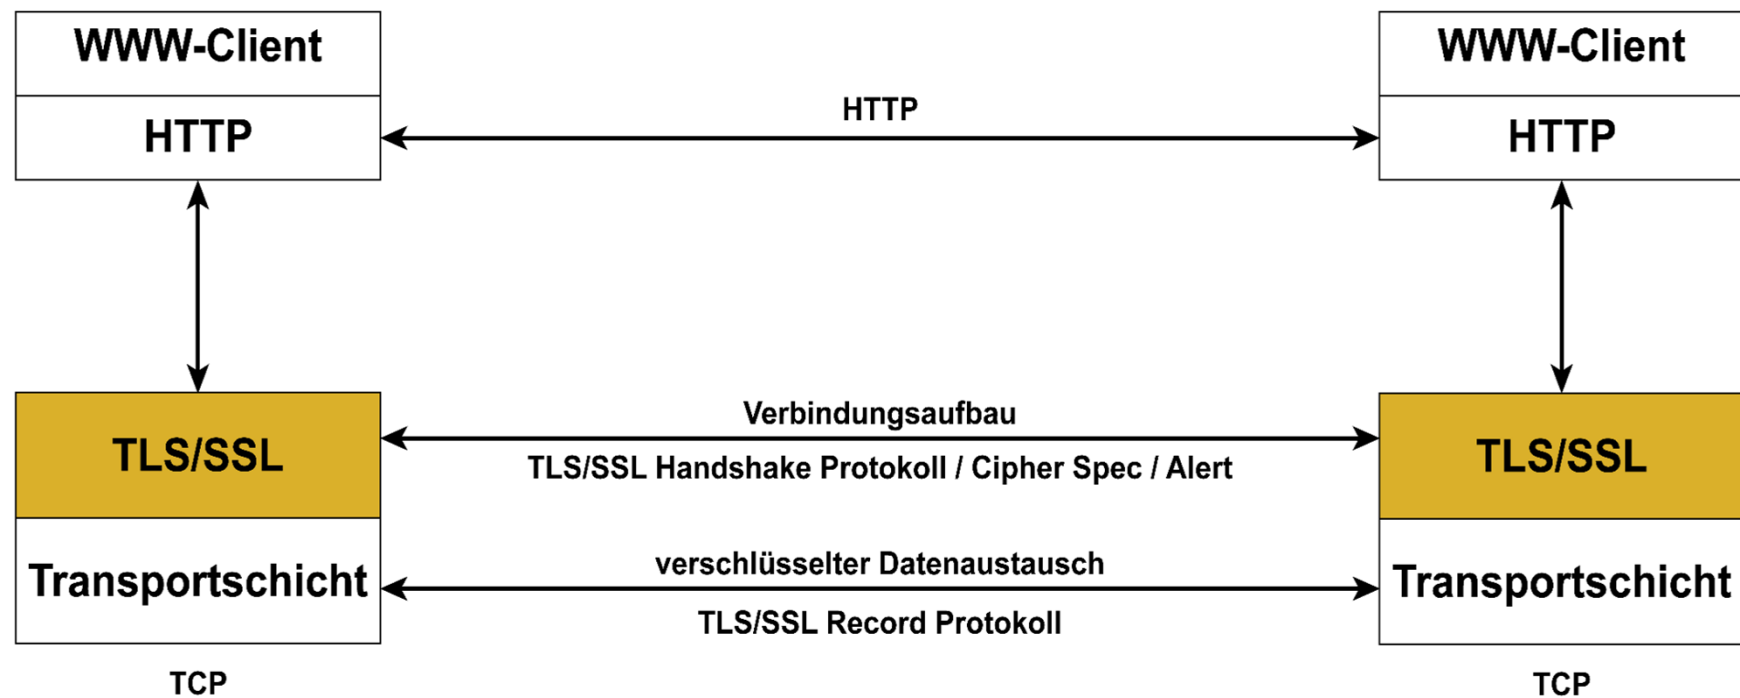 WWW-Client
WWW-Client
HTTP
HTTP
HTTP
Verbindungsaufbau
TLS/SSL
TLS/SSL
TLS/SSL Handshake Protokoll / Cipher Spec / Alert
verschlüsselter Datenaustausch
Transportschicht
Transportschicht
TLS/SSL Record Protokoll
TCP
TCP